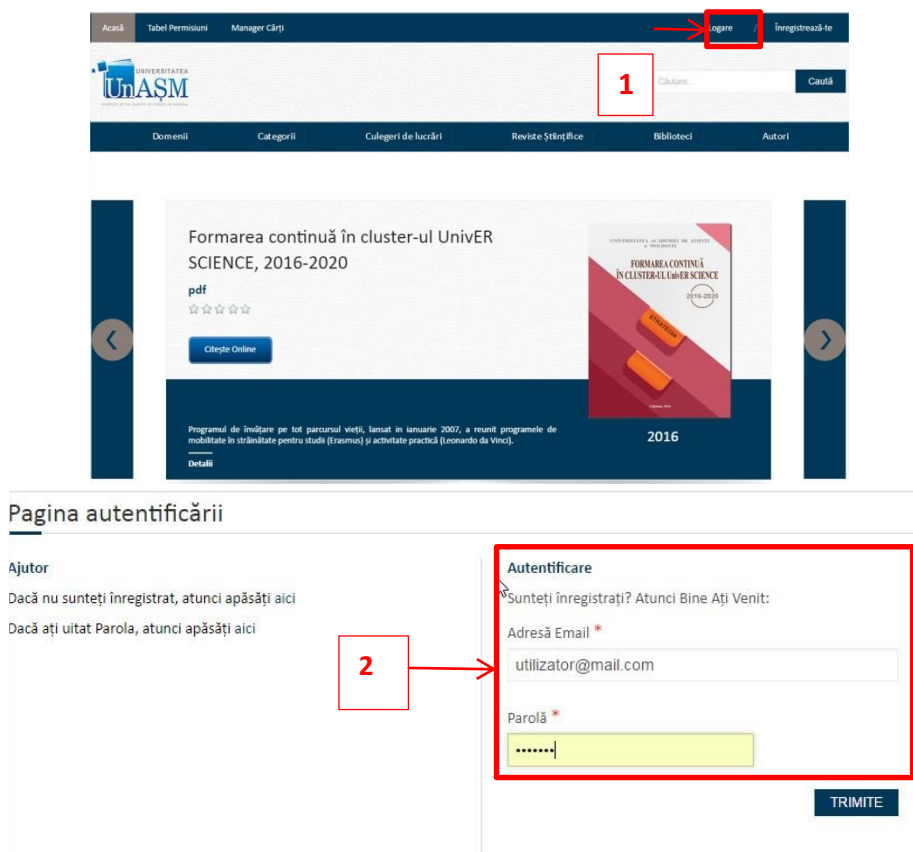 Acasă Tabel Permisiuni Manager Cărți Logare / Înregistrează-te
UNIVERSITATEA
UnAȘM
1
Căutare... Caută
Domenii Categorii Culegeri de lucrări Reviste Științifice Biblioteci Autori
Formarea continuă în cluster-ul UnivER
SCIENCE, 2016-2020
pdf
Citește Online
UNIVERSITATEA ACADEMIEI DE ȘTIINȚE
A MOLDOVEI
FORMAREA CONTINUĂ
ÎN CLUSTER-UL UnivER SCIENCE
2016-2020
STRATEGIA
Programul de învățare pe tot parcursul vieții, lansat in ianuarie 2007, a reunit programele de
mobilitate în străinătate pentru studii (Erasmus) și activitate practică (Leonardo da Vinci).
Detalii
2016
Pagina autentificării
Ajutor
Dacă nu sunteți înregistrat, atunci apăsăți aici
Dacă ați uitat Parola, atunci apăsăți aici
2
Autentificare
Sunteți înregistrați? Atunci Bine Ați Venit:
Adresă Email *
utilizator@mail.com
Parolă *
•••••••
TRIMITE